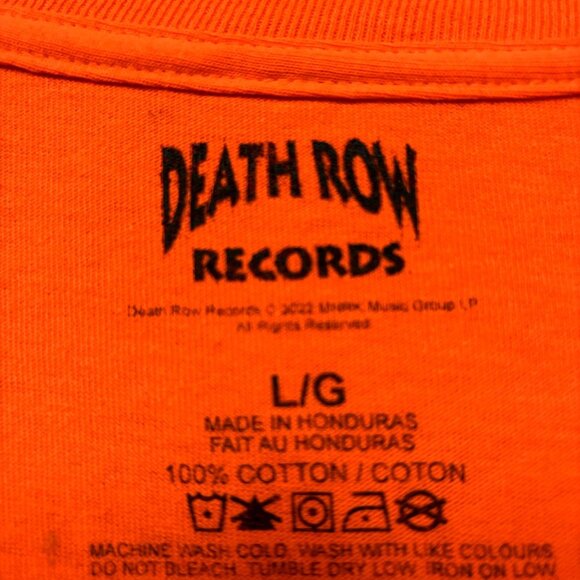 DEATH ROW
RECORDS
Death Row Records © 2022 MNRK Music Group LP
All Rights Reserved
L/G
MADE IN HONDURAS
FAIT AU HONDURAS
100% COTTON / COTON
MACHINE WASH COLD, WASH WITH LIKE COLOURS
DO NOT BLEACH, TUMBLE DRY LOW, IRON ON LOW